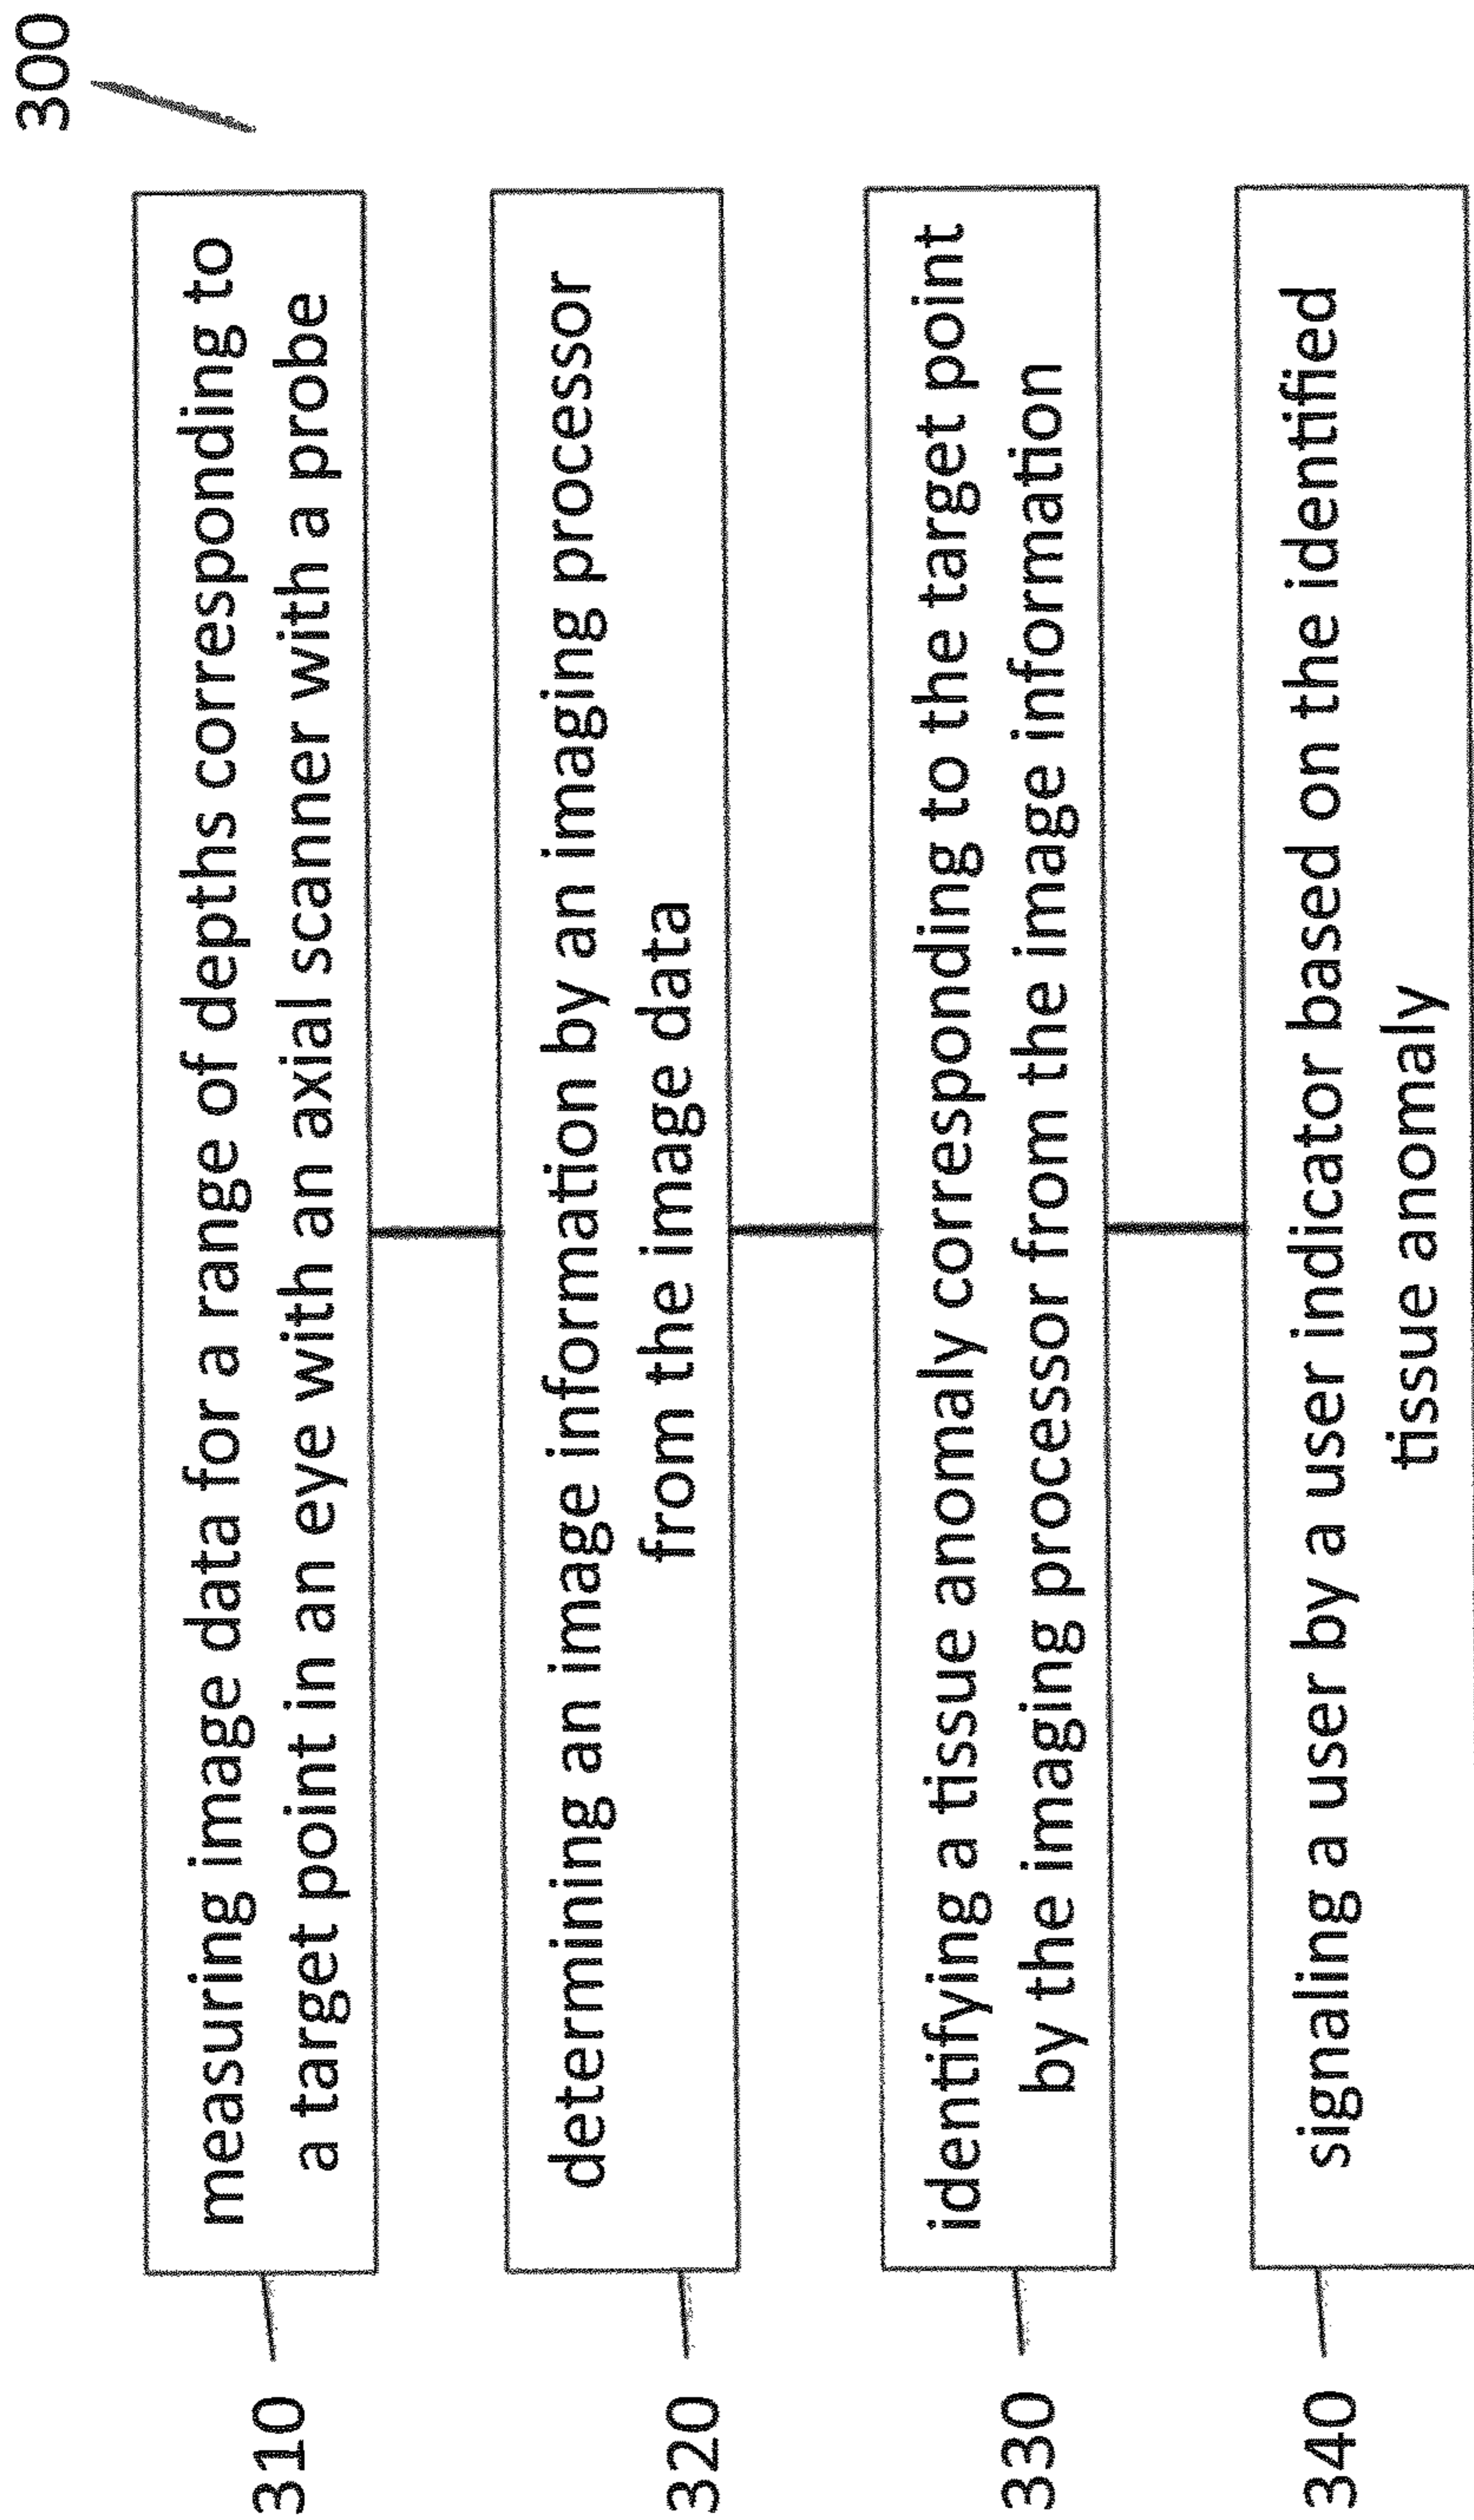 300
310
measuring image data for a range of depths corresponding to
a target point in an eye with an axial scanner with a probe
320
determining an image information by an imaging processor
from the image data
330
identifying a tissue anomaly corresponding to the target point
by the imaging processor from the image information
340
signaling a user by a user indicator based on the identified
tissue anomaly